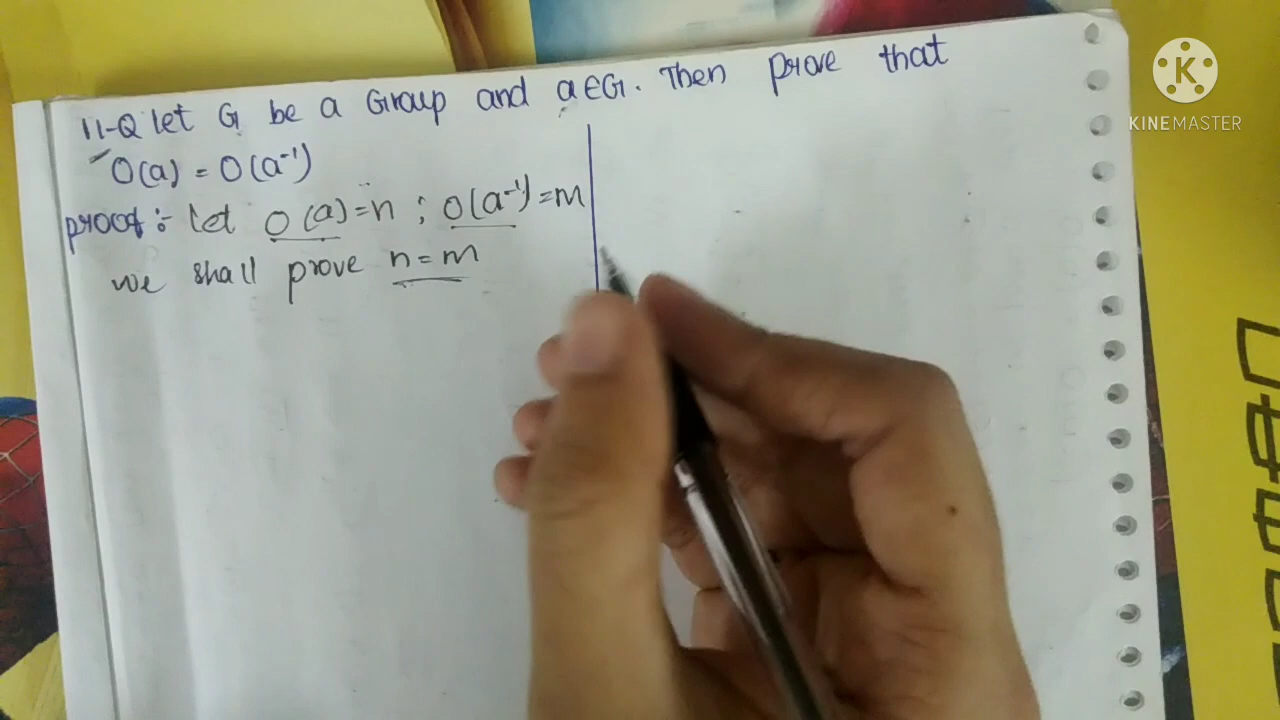 11-Q let G be a Group and a∈G. Then prove that
O(a) = O(a⁻¹)
proof:- let O(a)=n ; O(a⁻¹)=m
we shall prove n=m
K
KINEMASTER